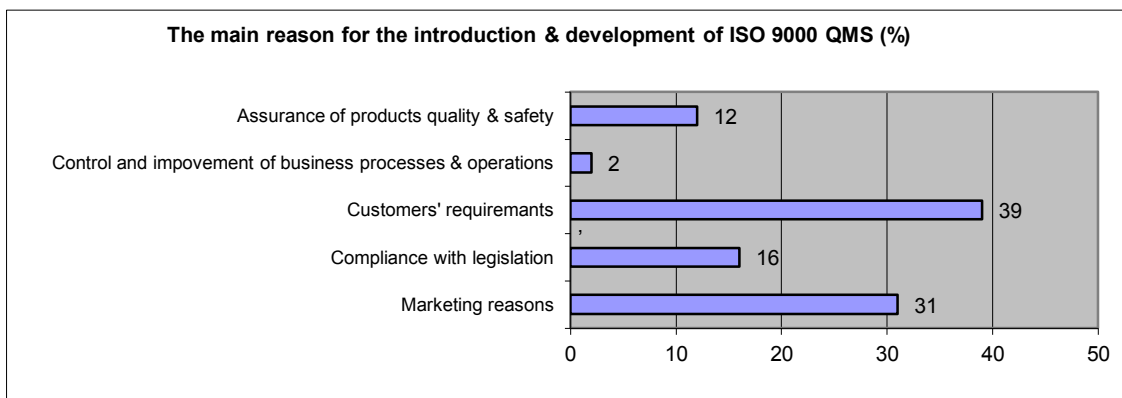 The main reason for the introduction & development of ISO 9000 QMS (%)
Assurance of products quality & safety
12
Control and impovement of business processes & operations
2
Customers' requiremants
39
,
Compliance with legislation
16
Marketing reasons
31
0 10 20 30 40 50